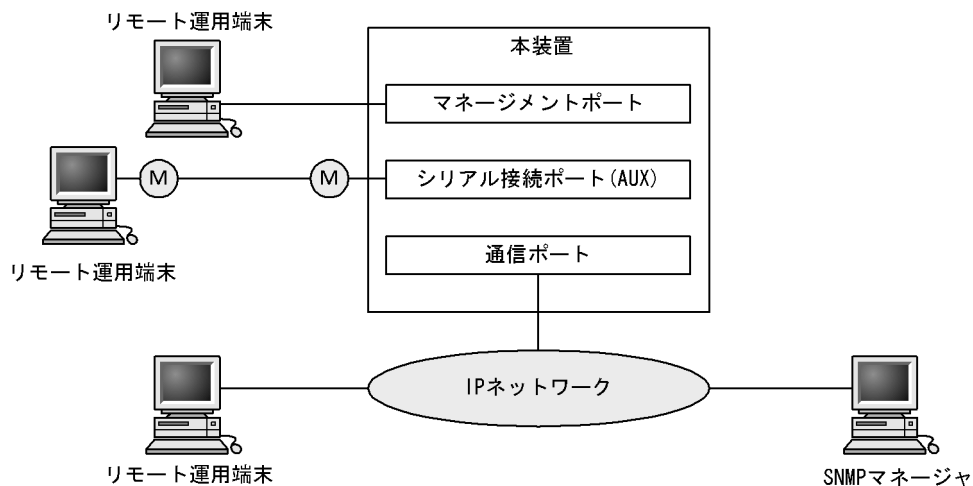 リモート運用端末
本装置
マネージメントポート
M
M
シリアル接続ポート(AUX)
リモート運用端末
通信ポート
IPネットワーク
リモート運用端末
SNMPマネージャ